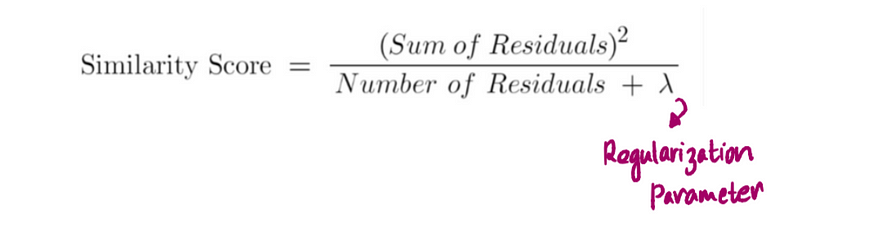 Similarity Score = (Sum of Residuals)² / Number of Residuals + λ
Regularization
Parameter